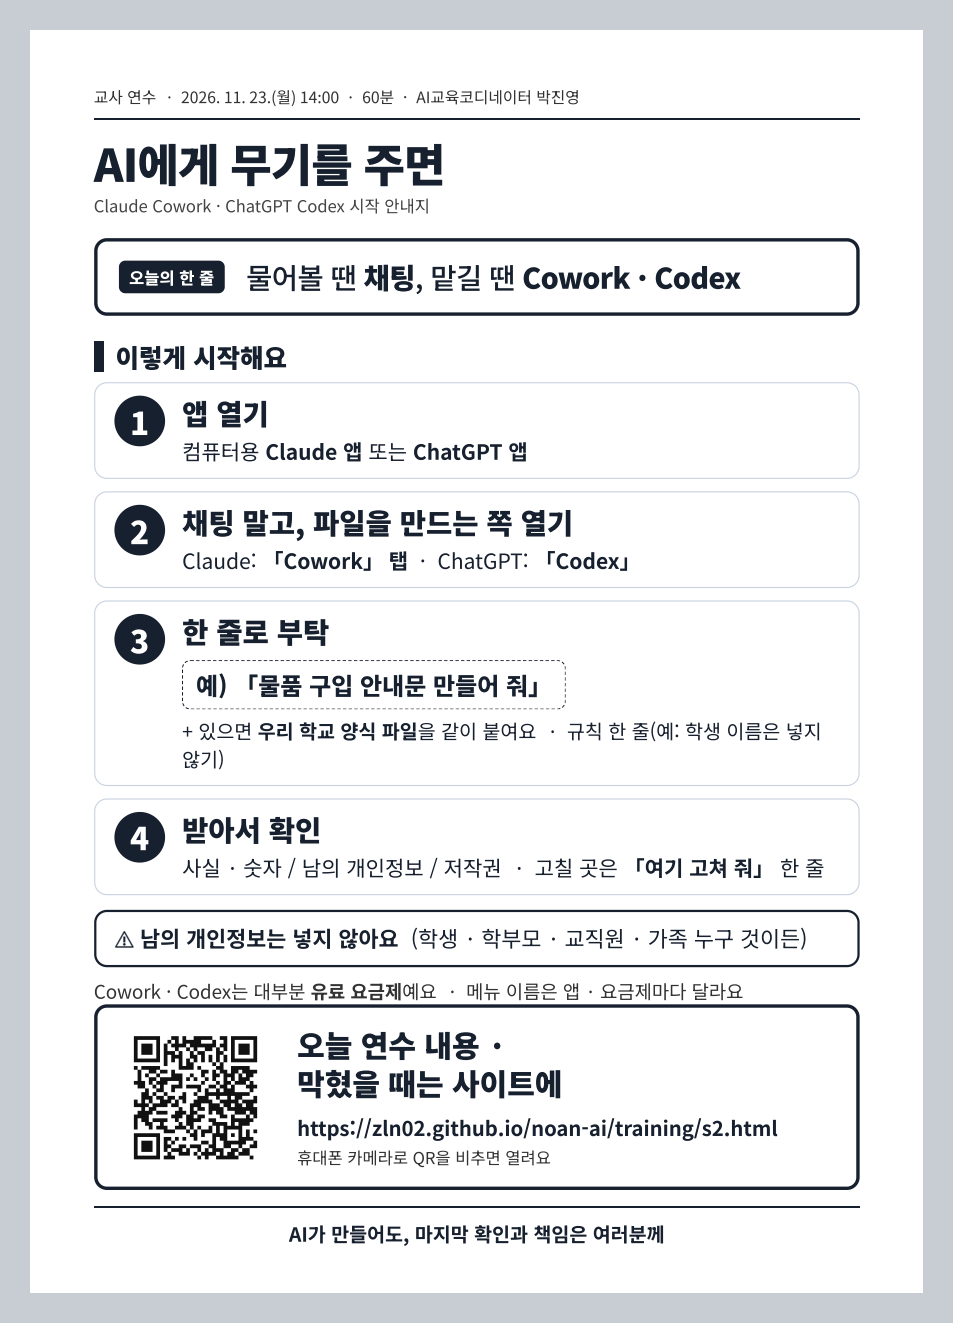 교사 연수 · 2026. 11. 23.(월) 14:00 · 60분 · AI교육코디네이터 박진영
AI에게 무기를 주면
Claude Cowork · ChatGPT Codex 시작 안내지
오늘의 한 줄 물어볼 땐 채팅, 맡길 땐 Cowork · Codex
이렇게 시작해요
1 앱 열기
컴퓨터용 Claude 앱 또는 ChatGPT 앱
2 채팅 말고, 파일을 만드는 쪽 열기
Claude: 「Cowork」 탭 · ChatGPT: 「Codex」
3 한 줄로 부탁
예) 「물품 구입 안내문 만들어 줘」
+ 있으면 우리 학교 양식 파일을 같이 붙여요 · 규칙 한 줄(예: 학생 이름은 넣지
않기)
4 받아서 확인
사실 · 숫자 / 남의 개인정보 / 저작권 · 고칠 곳은 「여기 고쳐 줘」 한 줄
⚠ 남의 개인정보는 넣지 않아요 (학생 · 학부모 · 교직원 · 가족 누구 것이든)
Cowork · Codex는 대부분 유료 요금제예요 · 메뉴 이름은 앱 · 요금제마다 달라요
오늘 연수 내용 ·
막혔을 때는 사이트에
https://zln02.github.io/noan-ai/training/s2.html
휴대폰 카메라로 QR을 비추면 열려요
AI가 만들어도, 마지막 확인과 책임은 여러분께